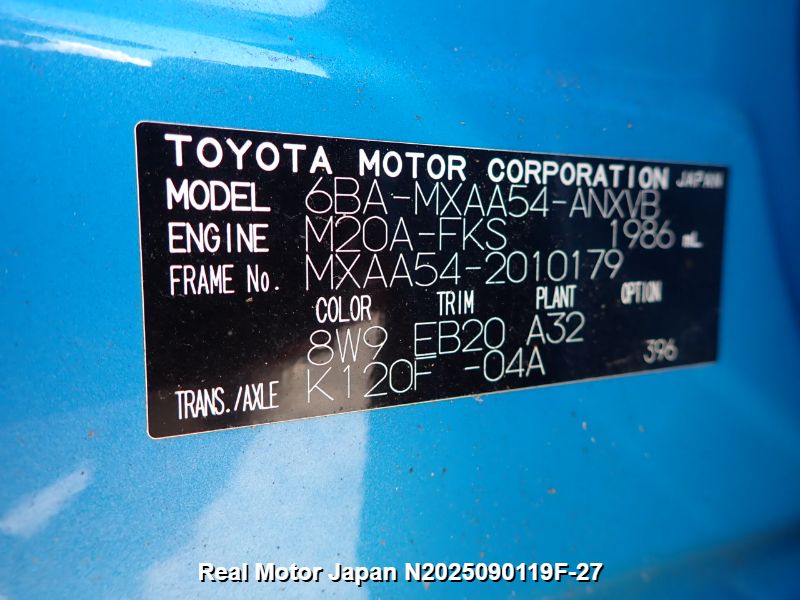 TOYOTA MOTOR CORPORATION JAPAN
MODEL 6BA-MXAA54-ANXVB
ENGINE M20A-FKS 1986 mL
FRAME No. MXAA54-2010179
COLOR TRIM PLANT OPTION
8W9 EB20 A32
TRANS./AXLE K120F -04A 396
Real Motor Japan N2025090119F-27